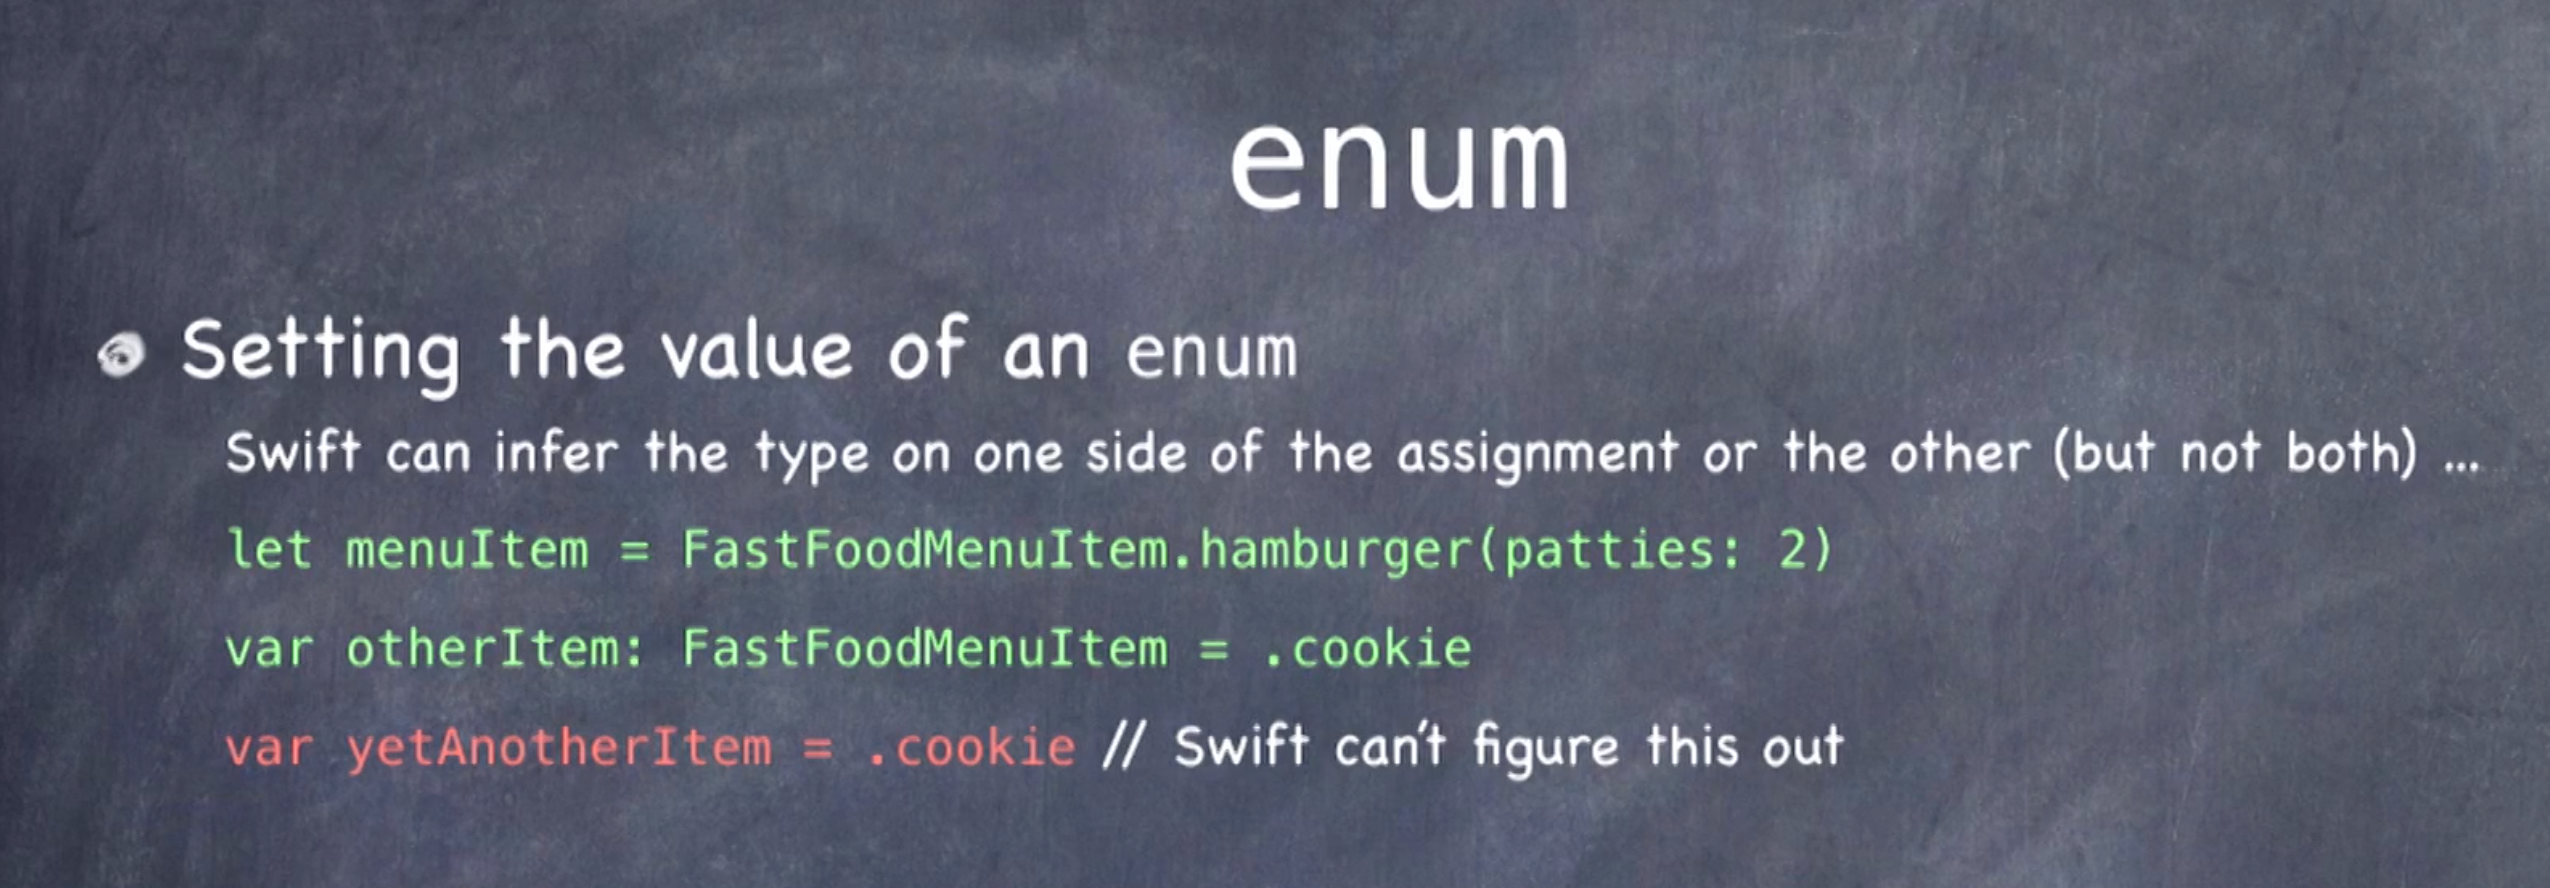 enum
Setting the value of an enum
Swift can infer the type on one side of the assignment or the other (but not both) ...
let menuItem = FastFoodMenuItem.hamburger(patties: 2)
var otherItem: FastFoodMenuItem = .cookie
var yetAnotherItem = .cookie // Swift can't figure this out